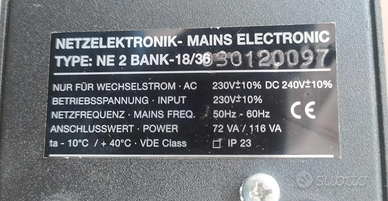 NETZELEKTRONIK- MAINS ELECTRONIC
TYPE: NE 2 BANK-18/36 030120097
NUR FÜR WECHSELSTROM · AC 230V±10% DC 240V±10%
BETRIEBSSPANNUNG · INPUT 230V±10%
NETZFREQUENZ · MAINS FREQ. 50Hz - 60Hz
ANSCHLUSSWERT · POWER 72 VA / 116 VA
ta - 10°C / + 40°C · VDE Class IP 23
CE
subito